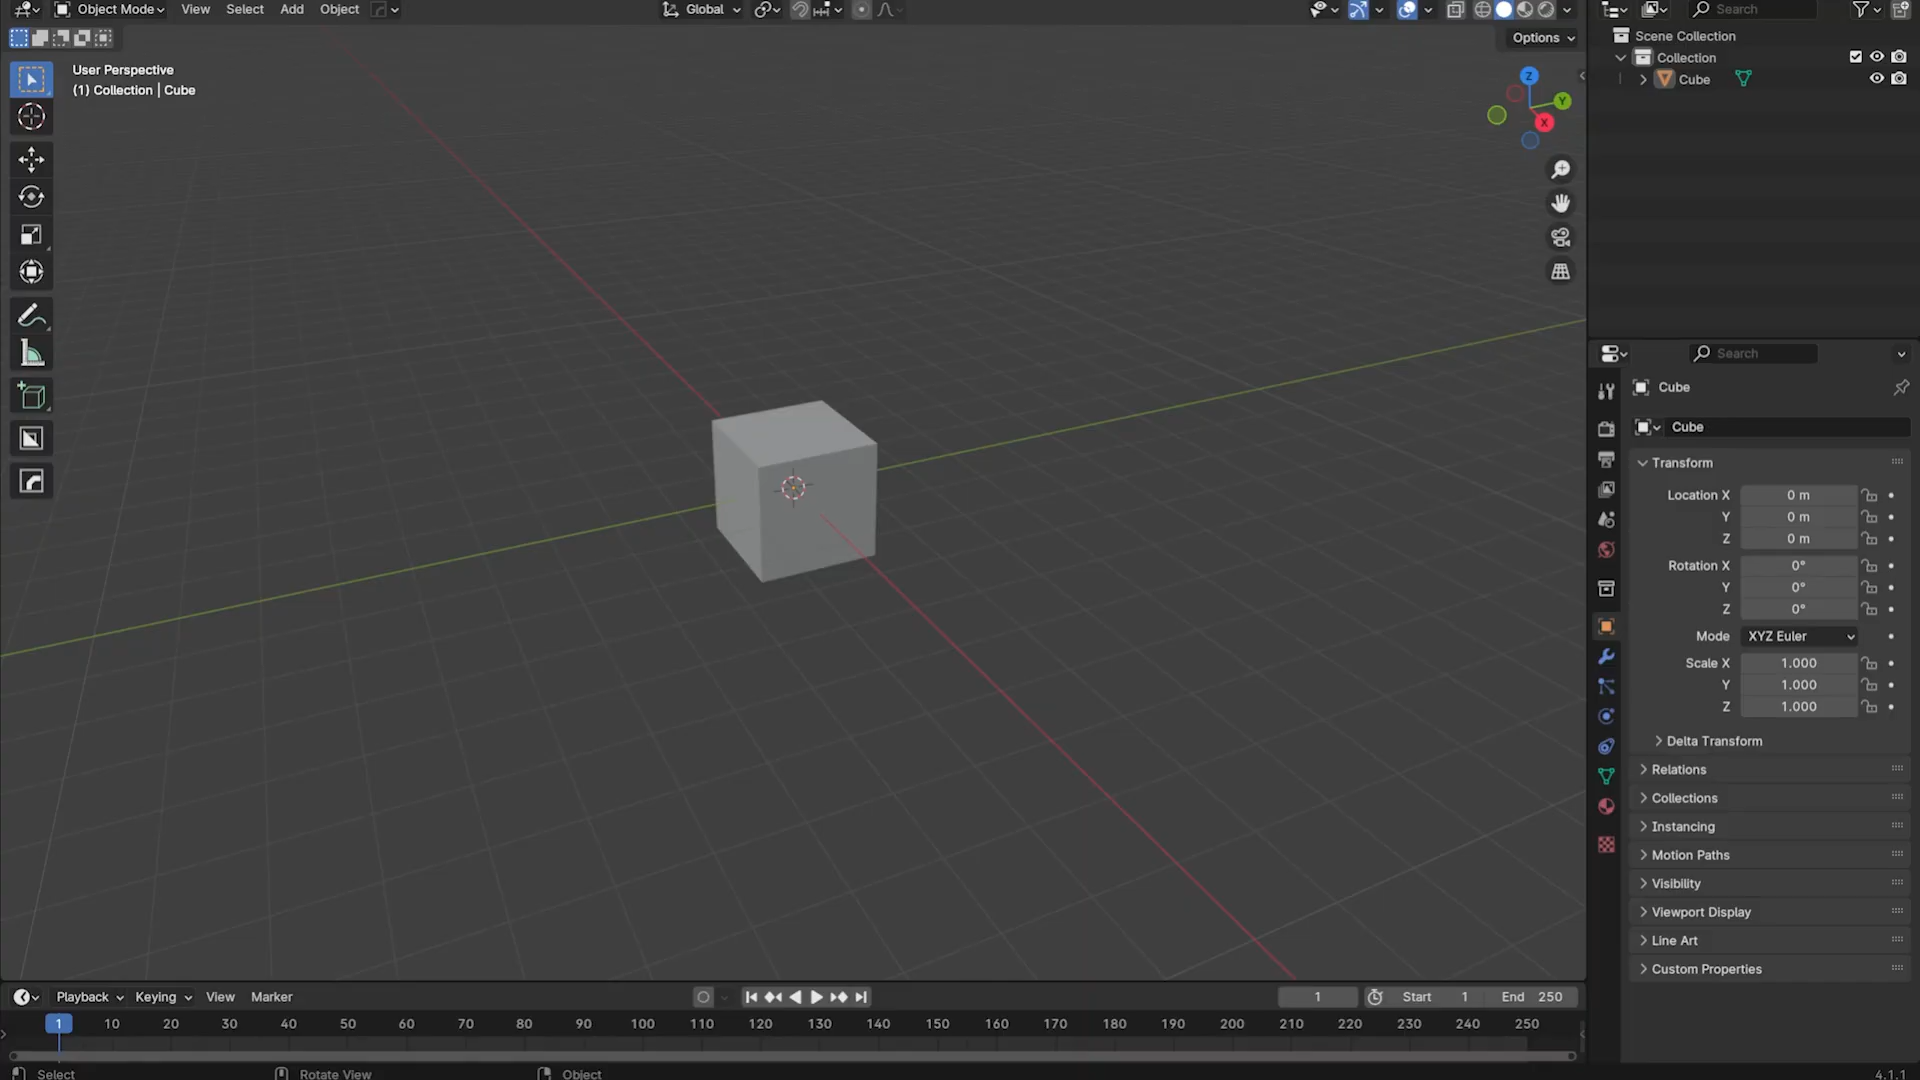 Object Mode View Select Add Object Global Search
Options
User Perspective
(1) Collection | Cube
Z
Y
X
Scene Collection
Collection
Cube
Search
Cube
Cube
Transform
Location X 0 m
Y 0 m
Z 0 m
Rotation X 0°
Y 0°
Z 0°
Mode XYZ Euler
Scale X 1.000
Y 1.000
Z 1.000
Delta Transform
Relations
Collections
Instancing
Motion Paths
Visibility
Viewport Display
Line Art
Custom Properties
Playback Keying View Marker 1 Start 1 End 250
1 10 20 30 40 50 60 70 80 90 100 110 120 130 140 150 160 170 180 190 200 210 220 230 240 250
Select Rotate View Object 4.1.1